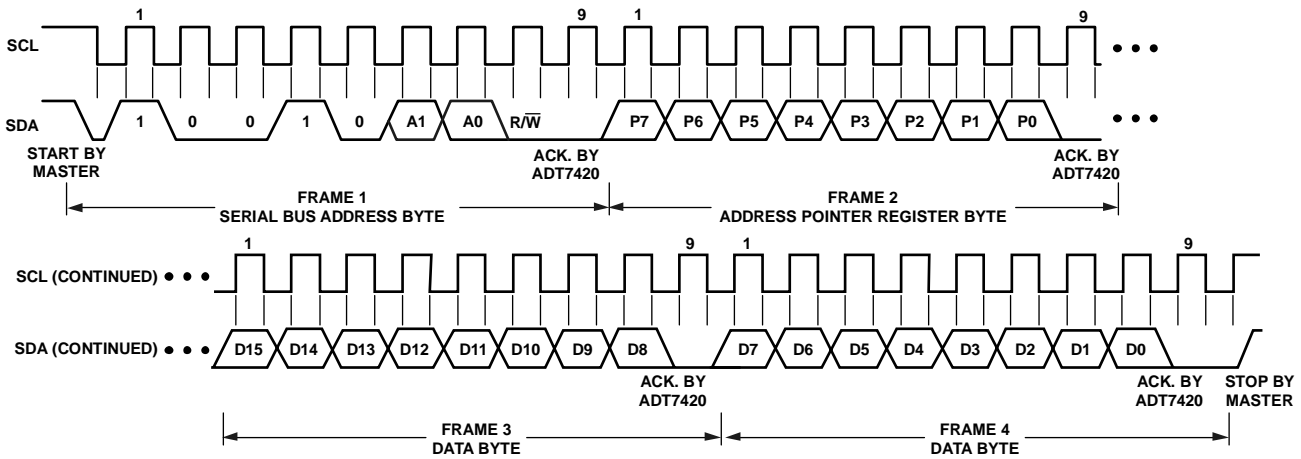 1 9 1 9
SCL
SDA 1 0 0 1 0 A1 A0 R/W̅ P7 P6 P5 P4 P3 P2 P1 P0
START BY
MASTER
ACK. BY
ADT7420
ACK. BY
ADT7420
FRAME 1
SERIAL BUS ADDRESS BYTE
FRAME 2
ADDRESS POINTER REGISTER BYTE
1 9 1 9
SCL (CONTINUED)
SDA (CONTINUED) D15 D14 D13 D12 D11 D10 D9 D8 D7 D6 D5 D4 D3 D2 D1 D0
ACK. BY
ADT7420
ACK. BY
ADT7420
STOP BY
MASTER
FRAME 3
DATA BYTE
FRAME 4
DATA BYTE